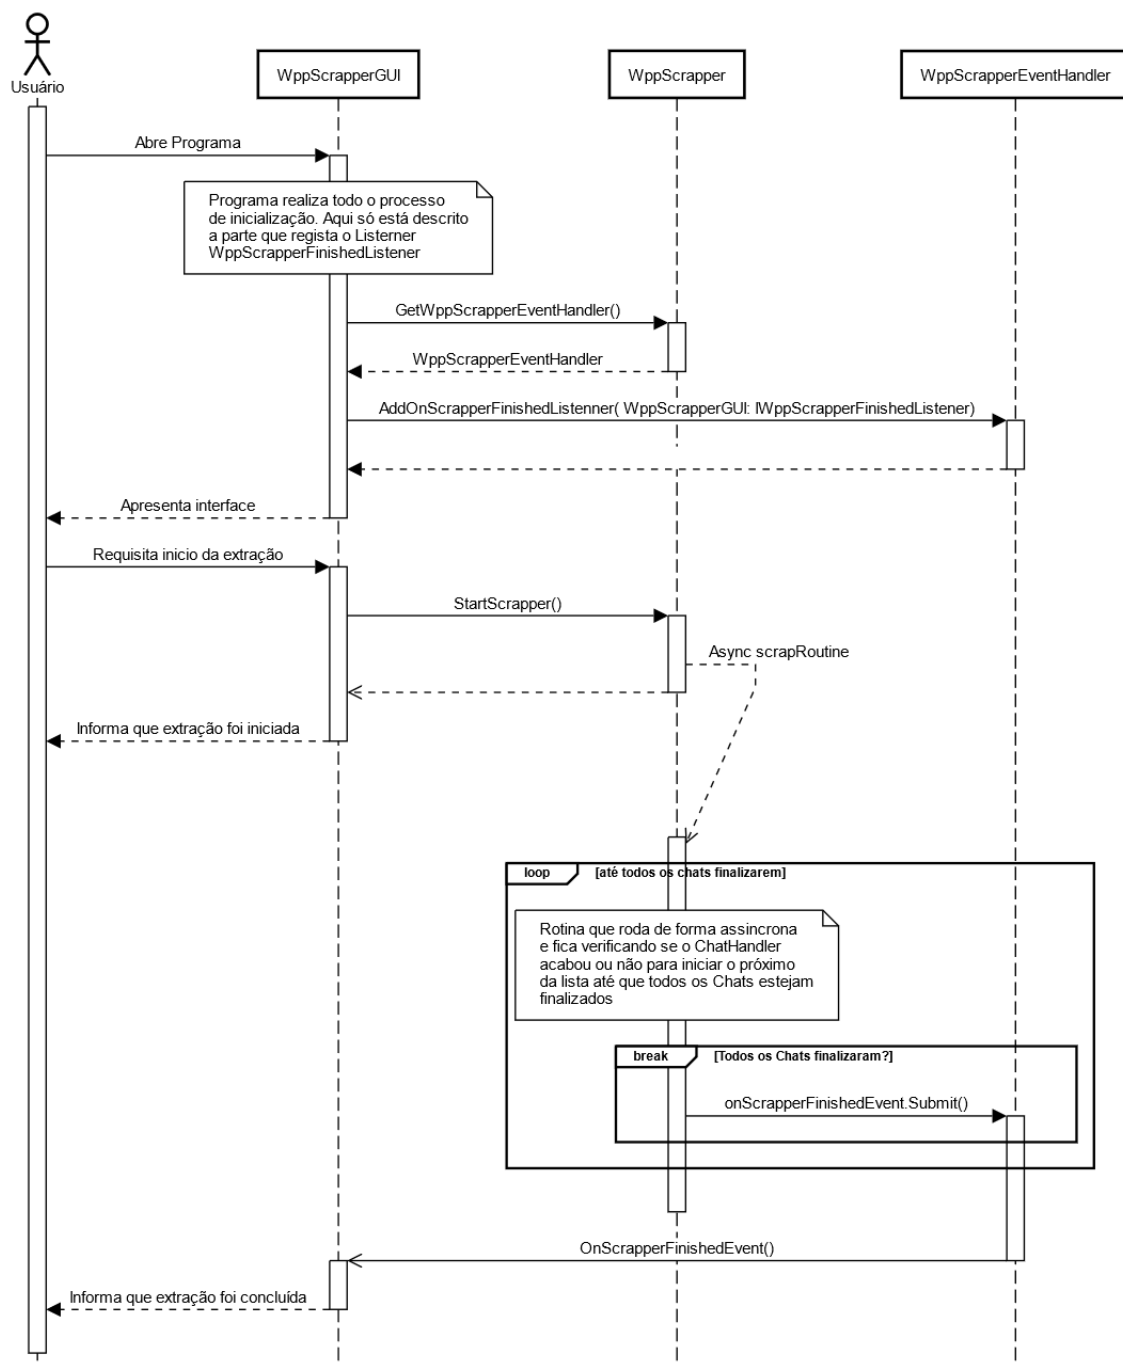 Usuário
WppScrapperGUI
WppScrapper
WppScrapperEventHandler
Abre Programa
Programa realiza todo o processo
de inicialização. Aqui só está descrito
a parte que regista o Listerner
WppScrapperFinishedListener
GetWppScrapperEventHandler()
WppScrapperEventHandler
AddOnScrapperFinishedListenner( WppScrapperGUI: IWppScrapperFinishedListener)
Apresenta interface
Requisita inicio da extração
StartScrapper()
Async scrapRoutine
Informa que extração foi iniciada
loop [até todos os chats finalizarem]
Rotina que roda de forma assincrona
e fica verificando se o ChatHandler
acabou ou não para iniciar o próximo
da lista até que todos os Chats estejam
finalizados
break [Todos os Chats finalizaram?]
onScrapperFinishedEvent.Submit()
OnScrapperFinishedEvent()
Informa que extração foi concluída